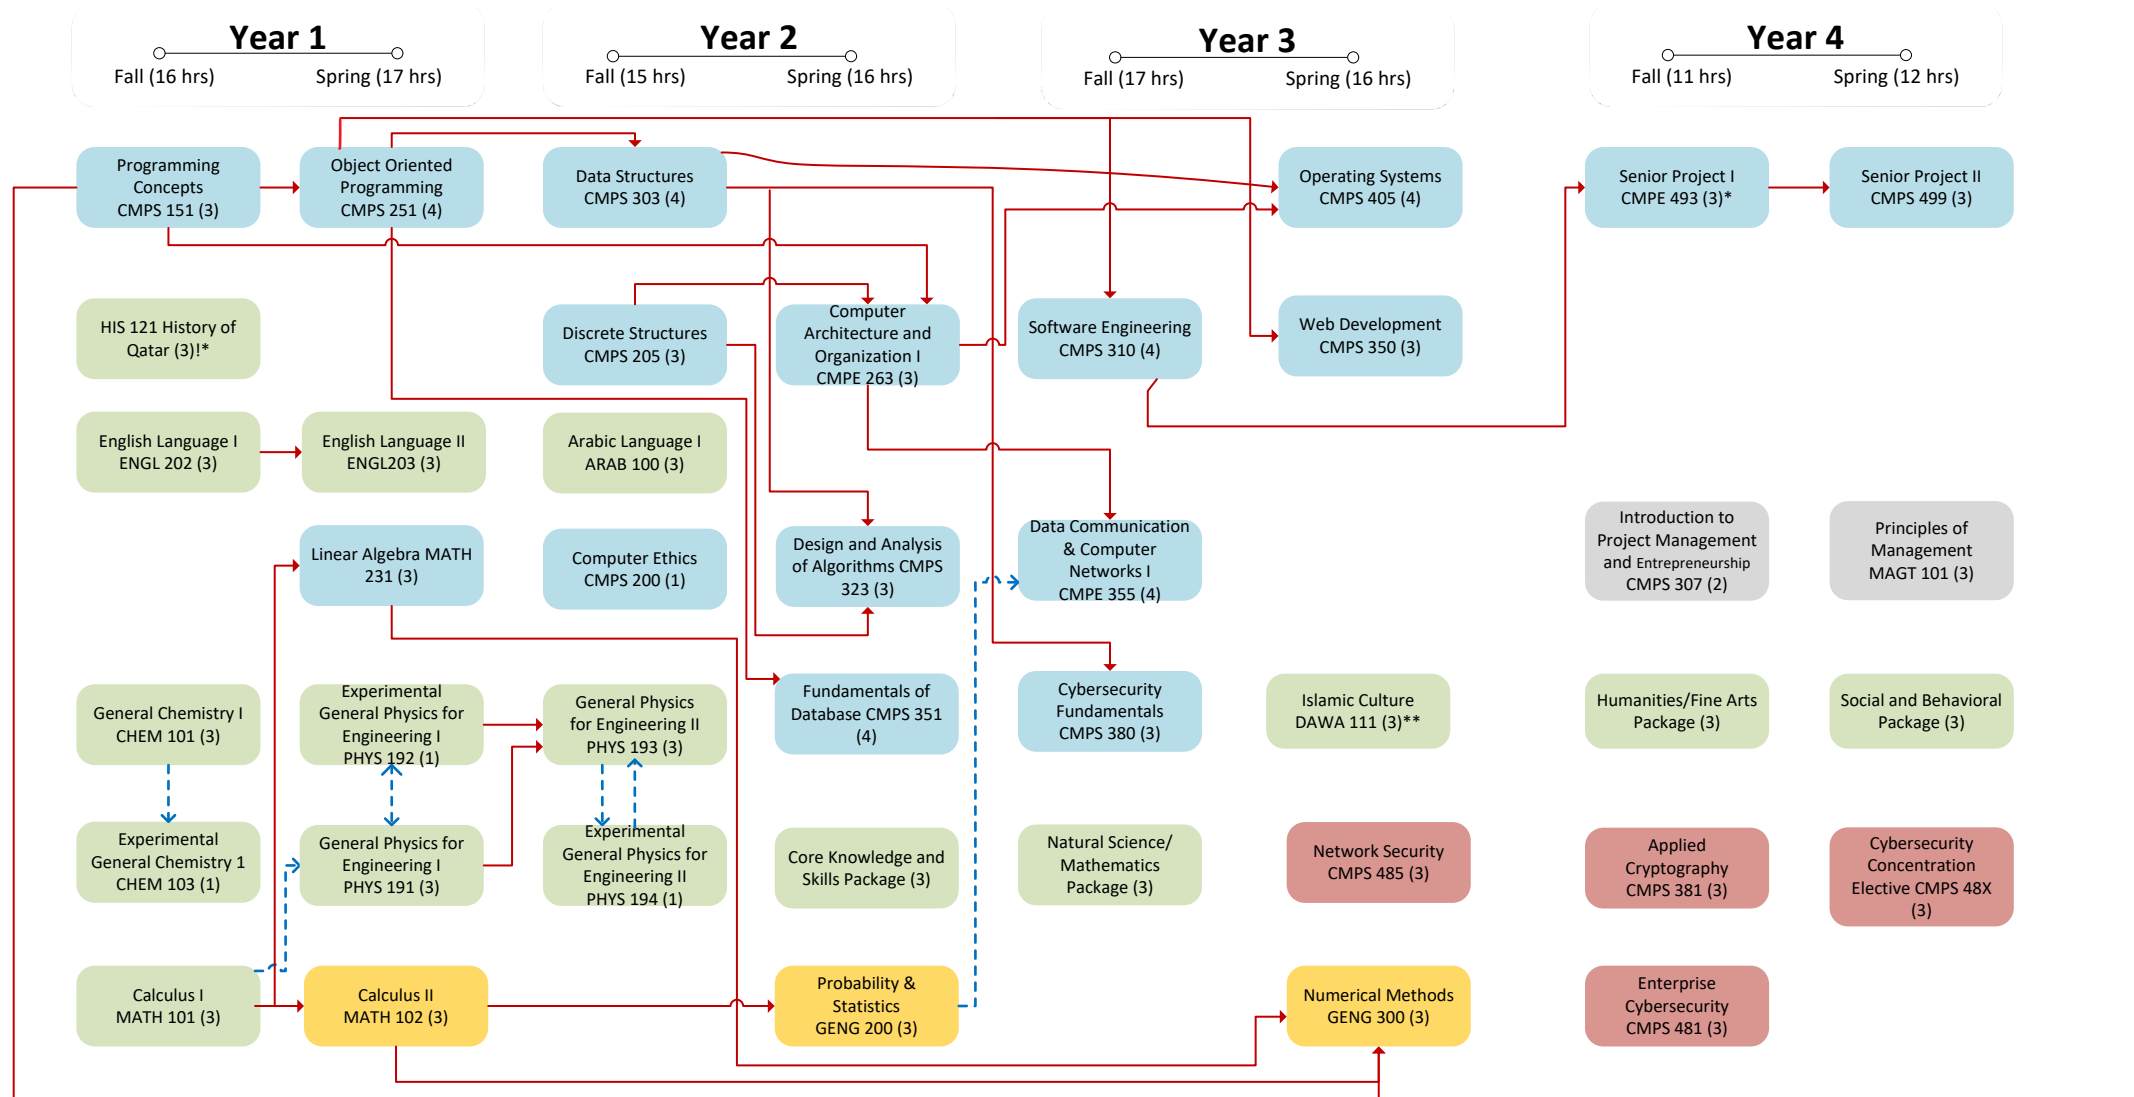 Year 1
Fall (16 hrs)
Spring (17 hrs)
Year 2
Fall (15 hrs)
Spring (16 hrs)
Year 3
Fall (17 hrs)
Spring (16 hrs)
Year 4
Fall (11 hrs)
Spring (12 hrs)
Programming
Concepts
CMPS 151 (3)
Object Oriented
Programming
CMPS 251 (4)
Data Structures
CMPS 303 (4)
Operating Systems
CMPS 405 (4)
Senior Project I
CMPE 493 (3)*
Senior Project II
CMPS 499 (3)
HIS 121 History of
Qatar (3)!*
Discrete Structures
CMPS 205 (3)
Computer
Architecture and
Organization I
CMPE 263 (3)
Software Engineering
CMPS 310 (4)
Web Development
CMPS 350 (3)
English Language I
ENGL 202 (3)
English Language II
ENGL203 (3)
Arabic Language I
ARAB 100 (3)
Linear Algebra MATH
231 (3)
Computer Ethics
CMPS 200 (1)
Design and Analysis
of Algorithms CMPS
323 (3)
Data Communication
& Computer
Networks I
CMPE 355 (4)
Introduction to
Project Management
and Entrepreneurship
CMPS 307 (2)
Principles of
Management
MAGT 101 (3)
General Chemistry I
CHEM 101 (3)
Experimental
General Physics for
Engineering I
PHYS 192 (1)
General Physics
for Engineering II
PHYS 193 (3)
Fundamentals of
Database CMPS 351
(4)
Cybersecurity
Fundamentals
CMPS 380 (3)
Islamic Culture
DAWA 111 (3)**
Humanities/Fine Arts
Package (3)
Social and Behavioral
Package (3)
Experimental
General Chemistry 1
CHEM 103 (1)
General Physics for
Engineering I
PHYS 191 (3)
Experimental
General Physics for
Engineering II
PHYS 194 (1)
Core Knowledge and
Skills Package (3)
Natural Science/
Mathematics
Package (3)
Network Security
CMPS 485 (3)
Applied
Cryptography
CMPS 381 (3)
Cybersecurity
Concentration
Elective CMPS 48X
(3)
Calculus I
MATH 101 (3)
Calculus II
MATH 102 (3)
Probability &
Statistics
GENG 200 (3)
Numerical Methods
GENG 300 (3)
Enterprise
Cybersecurity
CMPS 481 (3)